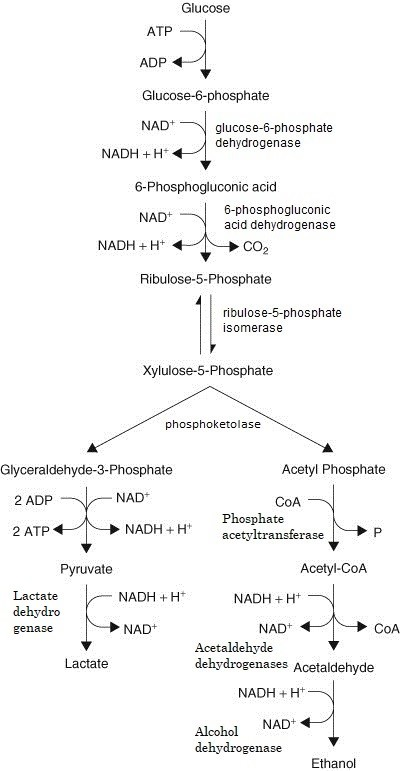 Glucose
ATP
ADP
Glucose-6-phosphate
NAD+
NADH + H+
glucose-6-phosphate
dehydrogenase
6-Phosphogluconic acid
NAD+
NADH + H+
6-phosphogluconic
acid dehydrogenase
CO2
Ribulose-5-Phosphate
ribulose-5-phosphate
isomerase
Xylulose-5-Phosphate
phosphoketolase
Glyceraldehyde-3-Phosphate
2 ADP
NAD+
2 ATP
NADH + H+
Pyruvate
Lactate
dehydro
genase
NADH + H+
NAD+
Lactate
Acetyl Phosphate
CoA
Phosphate
acetyltransferase
P
Acetyl-CoA
NADH + H+
NAD+
CoA
Acetaldehyde
dehydrogenases
Acetaldehyde
NADH + H+
NAD+
Alcohol
dehydrogenase
Ethanol